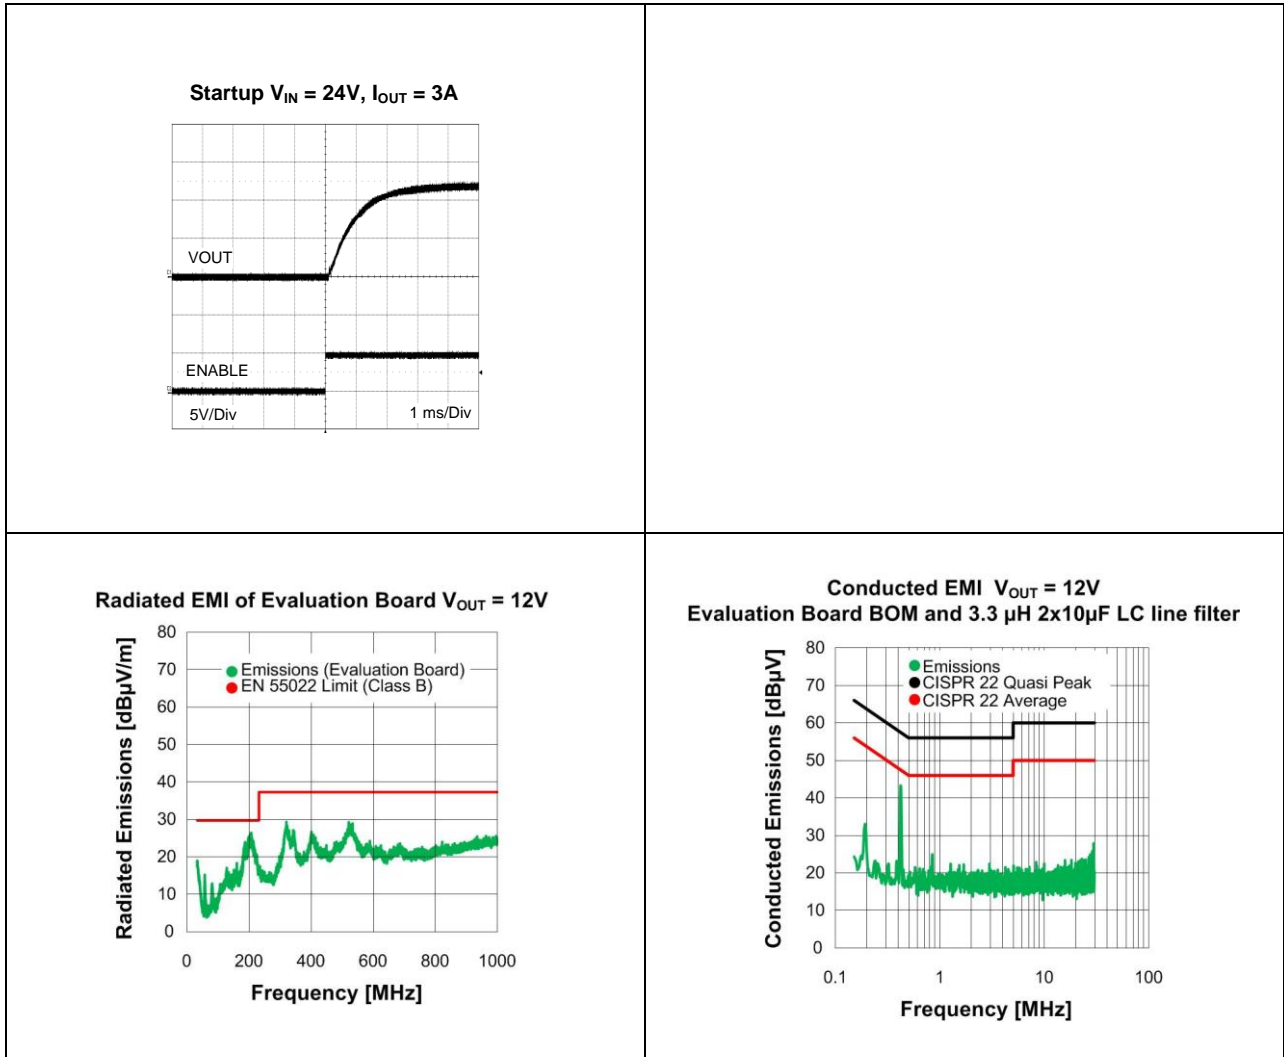 Startup VIN = 24V, IOUT = 3A
VOUT
ENABLE
5V/Div 1 ms/Div
Radiated EMI of Evaluation Board VOUT = 12V
Radiated Emissions [dBµV/m]
80
70
60
50
40
30
20
10
0
Emissions (Evaluation Board)
EN 55022 Limit (Class B)
0 200 400 600 800 1000
Frequency [MHz]
Conducted EMI VOUT = 12V
Evaluation Board BOM and 3.3 µH 2x10µF LC line filter
Conducted Emissions [dBµV]
80
70
60
50
40
30
20
10
0
Emissions
CISPR 22 Quasi Peak
CISPR 22 Average
0.1 1 10 100
Frequency [MHz]